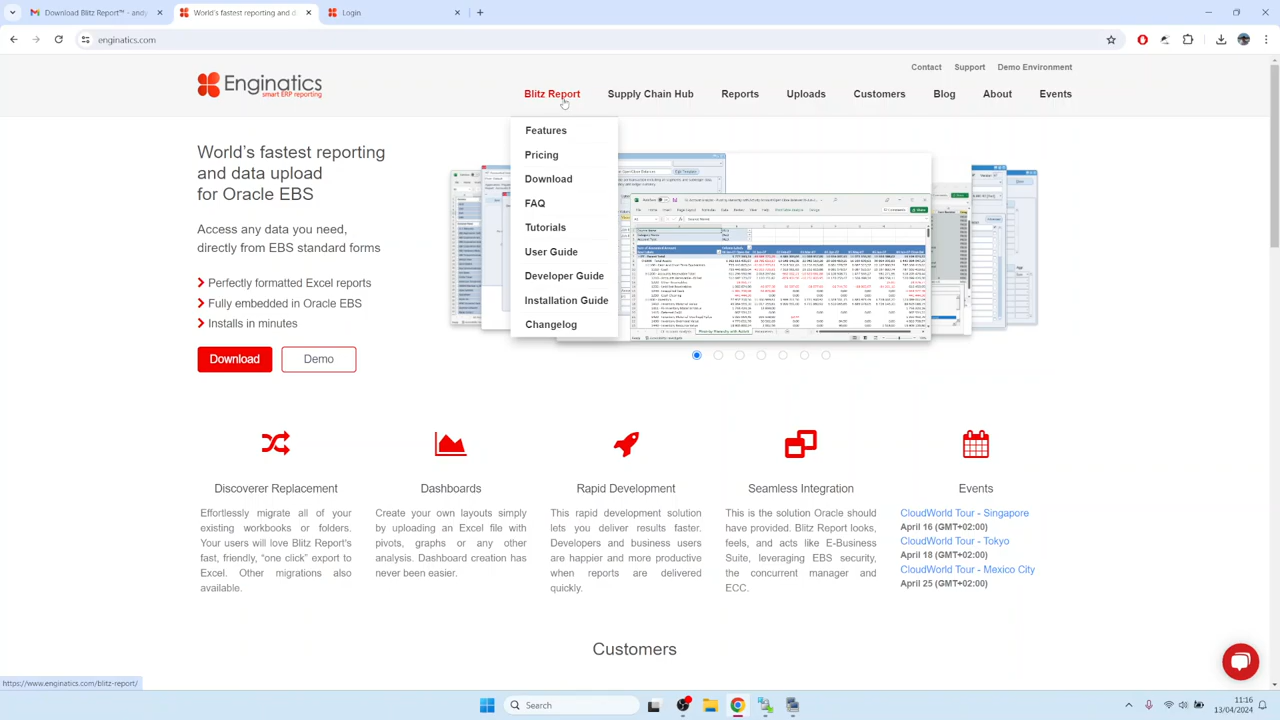 Download Blitz Report™ - andy
World's fastest reporting and d
Login
enginatics.com
Contact
Support
Demo Environment
Enginatics
smart ERP reporting
Blitz Report
Supply Chain Hub
Reports
Uploads
Customers
Blog
About
Events
Features
Pricing
Download
FAQ
Tutorials
User Guide
Developer Guide
Installation Guide
Changelog
World's fastest reporting
and data upload
for Oracle EBS
Access any data you need,
directly from EBS standard forms
Perfectly formatted Excel reports
Fully embedded in Oracle EBS
Installs in minutes
Download
Demo
Discoverer Replacement
Effortlessly migrate all of your
existing workbooks or folders.
Your users will love Blitz Report's
fast, friendly, "one click" export to
Excel. Other migrations also
available.
Dashboards
Create your own layouts simply
by uploading an Excel file with
pivots, graphs or any other
analysis. Dashboard creation has
never been easier.
Rapid Development
This rapid development solution
lets you deliver results faster.
Developers and business users
are happier and more productive
when reports are delivered
quickly.
Seamless Integration
This is the solution Oracle should
have provided. Blitz Report looks,
feels, and acts like E-Business
Suite, leveraging EBS security,
the concurrent manager and
ECC.
Events
CloudWorld Tour - Singapore
April 16 (GMT+02:00)
CloudWorld Tour - Tokyo
April 18 (GMT+02:00)
CloudWorld Tour - Mexico City
April 25 (GMT+02:00)
Customers
https://www.enginatics.com/blitz-report/
Search
11:16
13/04/2024